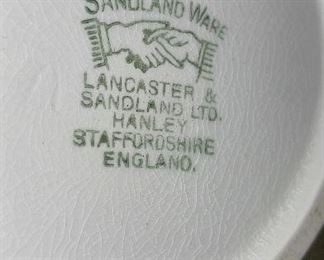 SANDLAND WARE
LANCASTER &
SANDLAND LTD.
HANLEY
STAFFORDSHIRE
ENGLAND.